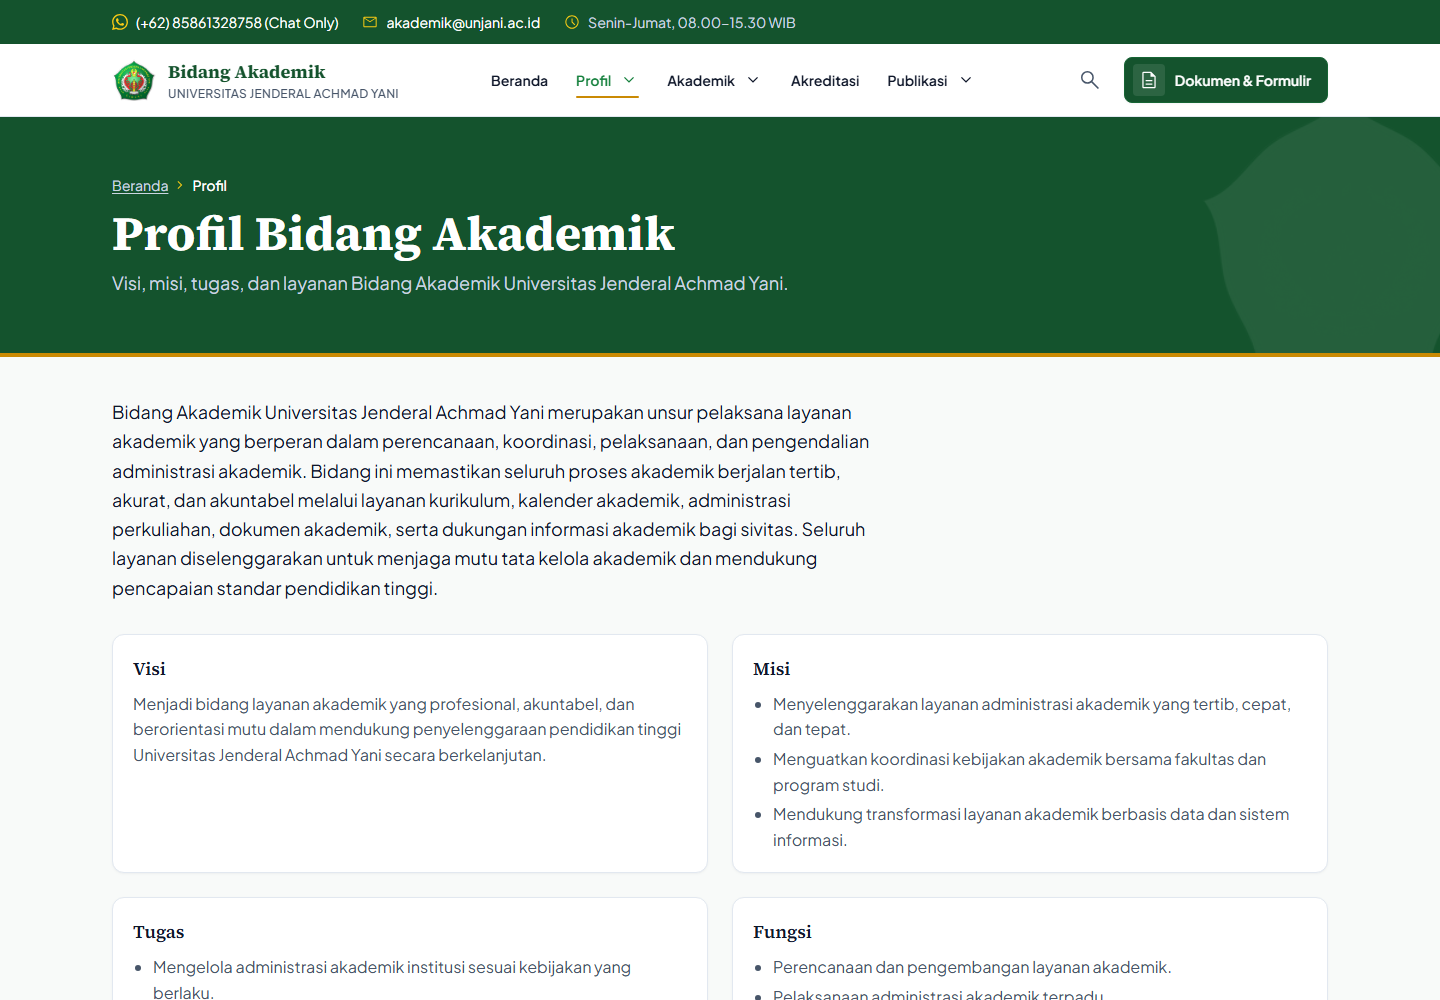 (+62) 85861328758 (Chat Only)
akademik@unjani.ac.id
Senin-Jumat, 08.00–15.30 WIB
Bidang Akademik
UNIVERSITAS JENDERAL ACHMAD YANI
Beranda
Profil
Akademik
Akreditasi
Publikasi
Dokumen & Formulir
Beranda > Profil
Profil Bidang Akademik
Visi, misi, tugas, dan layanan Bidang Akademik Universitas Jenderal Achmad Yani.
Bidang Akademik Universitas Jenderal Achmad Yani merupakan unsur pelaksana layanan
akademik yang berperan dalam perencanaan, koordinasi, pelaksanaan, dan pengendalian
administrasi akademik. Bidang ini memastikan seluruh proses akademik berjalan tertib,
akurat, dan akuntabel melalui layanan kurikulum, kalender akademik, administrasi
perkuliahan, dokumen akademik, serta dukungan informasi akademik bagi sivitas. Seluruh
layanan diselenggarakan untuk menjaga mutu tata kelola akademik dan mendukung
pencapaian standar pendidikan tinggi.
Visi
Menjadi bidang layanan akademik yang profesional, akuntabel, dan
berorientasi mutu dalam mendukung penyelenggaraan pendidikan tinggi
Universitas Jenderal Achmad Yani secara berkelanjutan.
Misi
• Menyelenggarakan layanan administrasi akademik yang tertib, cepat,
dan tepat.
• Menguatkan koordinasi kebijakan akademik bersama fakultas dan
program studi.
• Mendukung transformasi layanan akademik berbasis data dan sistem
informasi.
Tugas
• Mengelola administrasi akademik institusi sesuai kebijakan yang
berlaku.
Fungsi
• Perencanaan dan pengembangan layanan akademik.
• Pelaksanaan administrasi akademik terpadu.